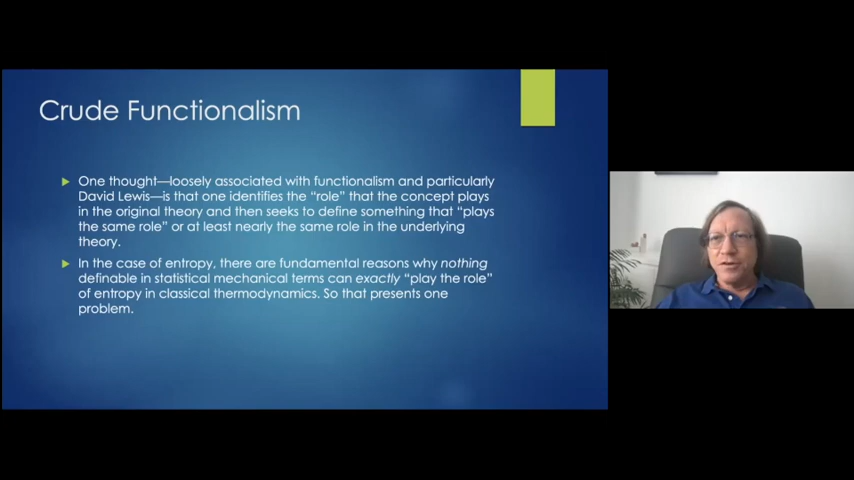 Crude Functionalism
One thought—loosely associated with functionalism and particularly
David Lewis—is that one identifies the “role” that the concept plays
in the original theory and then seeks to define something that “plays
the same role” or at least nearly the same role in the underlying
theory.
In the case of entropy, there are fundamental reasons why nothing
definable in statistical mechanical terms can exactly “play the role”
of entropy in classical thermodynamics. So that presents one
problem.